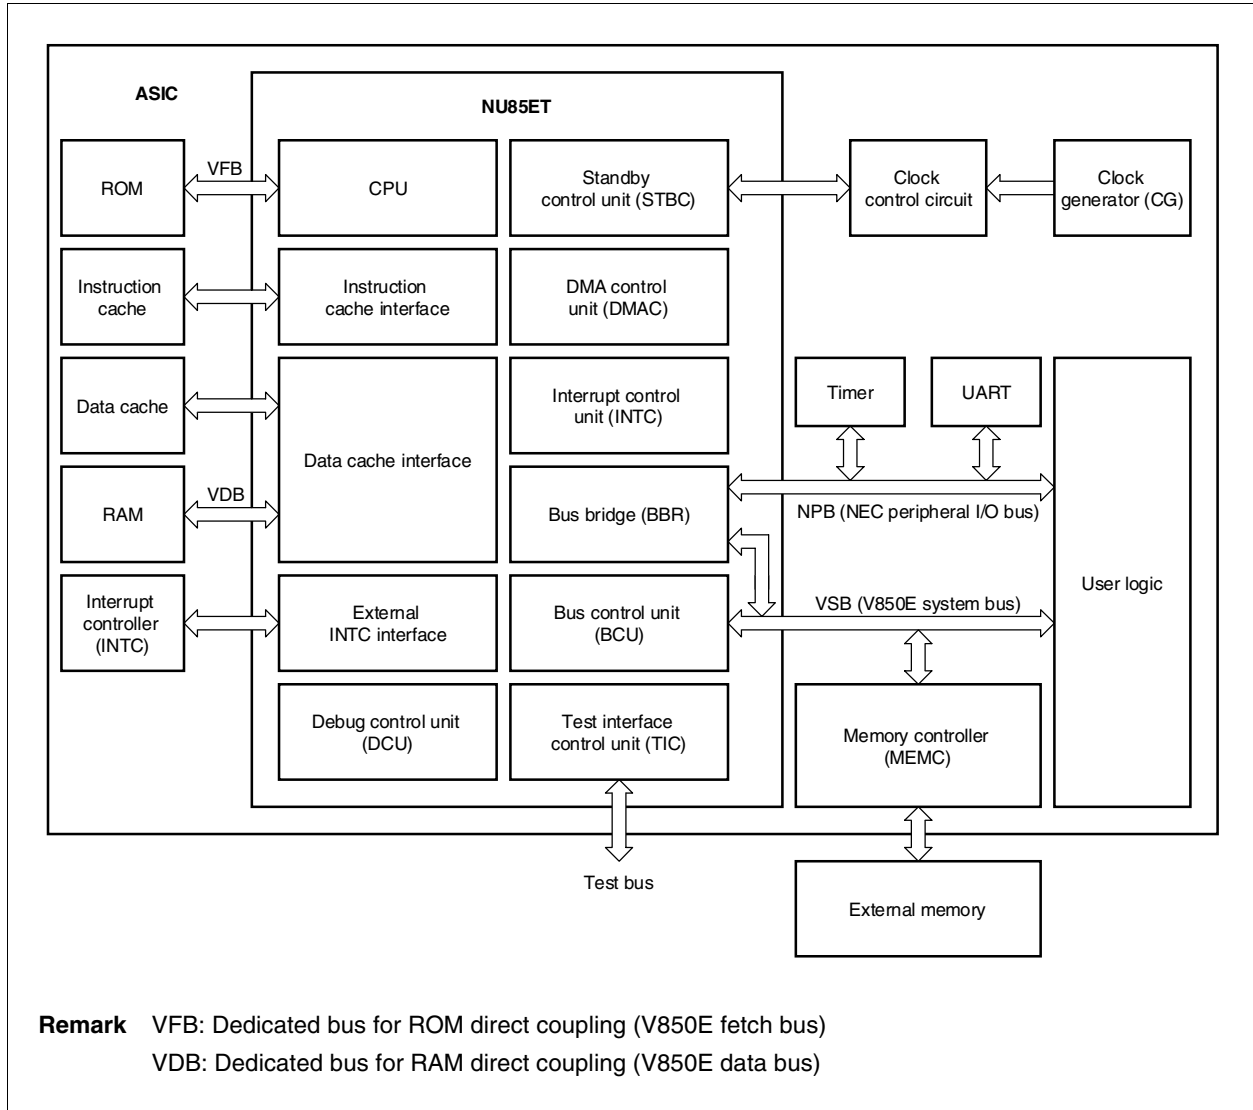 ASIC
NU85ET
ROM
VFB
CPU
Standby
control unit (STBC)
Clock
control circuit
Clock
generator (CG)
Instruction
cache
Instruction
cache interface
DMA control
unit (DMAC)
Data cache
Data cache interface
Interrupt control
unit (INTC)
Timer
UART
User logic
RAM
VDB
Bus bridge (BBR)
NPB (NEC peripheral I/O bus)
Interrupt
controller
(INTC)
External
INTC interface
Bus control unit
(BCU)
VSB (V850E system bus)
Debug control unit
(DCU)
Test interface
control unit (TIC)
Memory controller
(MEMC)
Test bus
External memory
Remark VFB: Dedicated bus for ROM direct coupling (V850E fetch bus)
VDB: Dedicated bus for RAM direct coupling (V850E data bus)